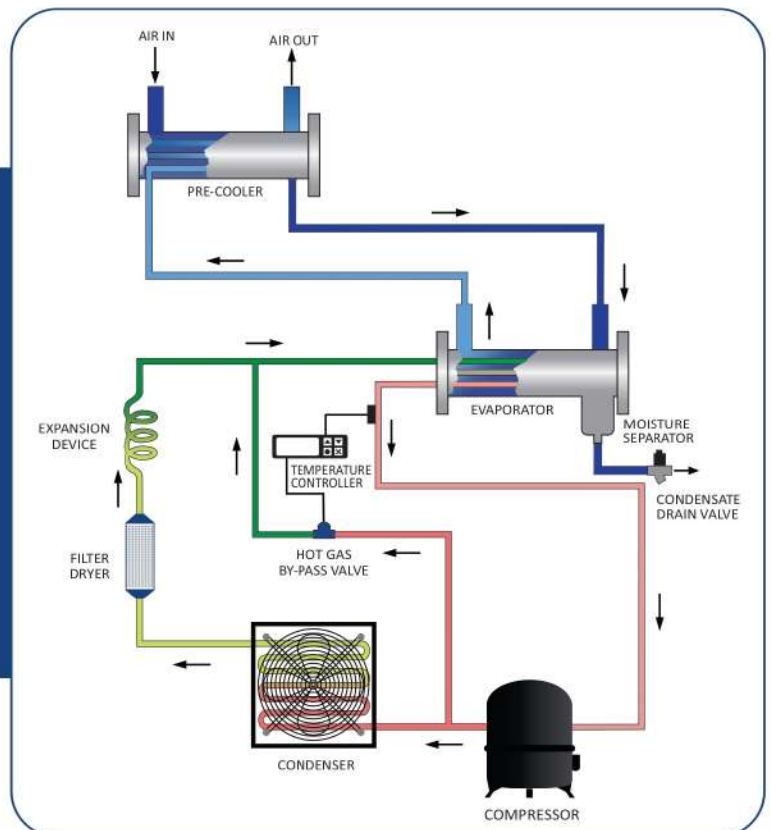 AIR IN
AIR OUT
PRE-COOLER
EVAPORATOR
EXPANSION
DEVICE
MOISTURE
SEPARATOR
TEMPERATURE
CONTROLLER
CONDENSATE
DRAIN VALVE
HOT GAS
BY-PASS VALVE
FILTER
DRYER
CONDENSER
COMPRESSOR